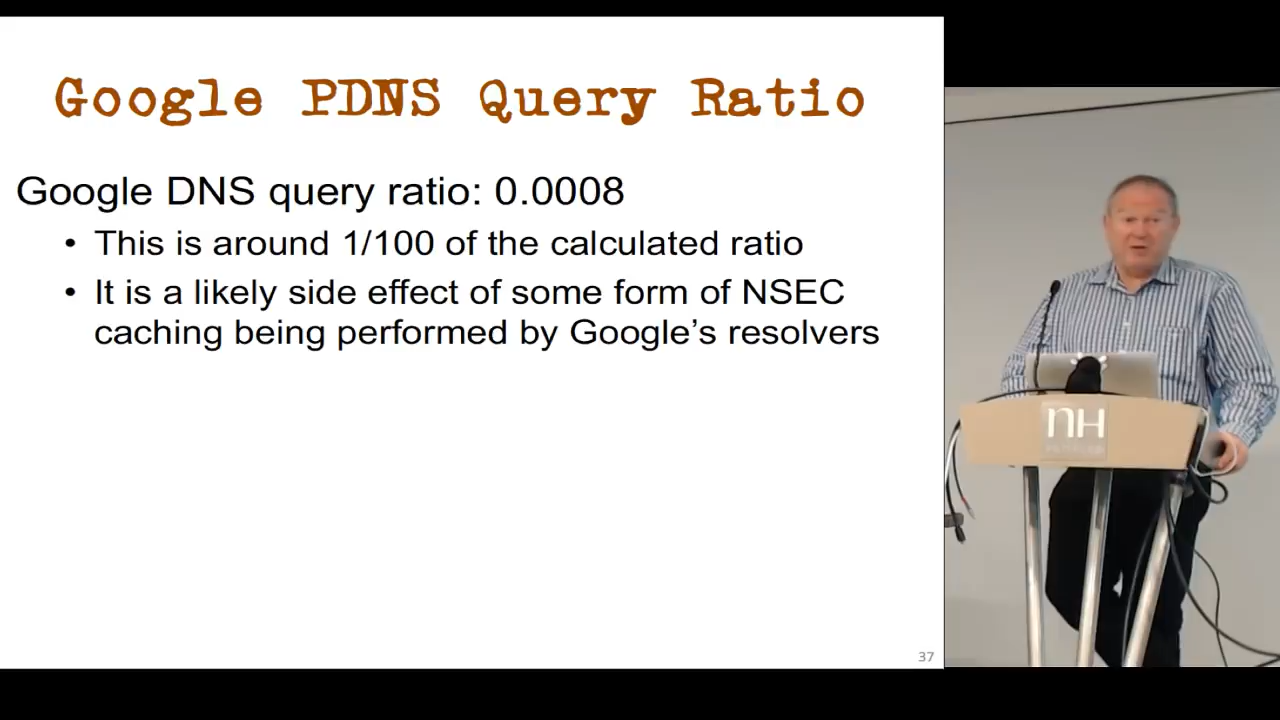 Google PDNS Query Ratio
Google DNS query ratio: 0.0008
• This is around 1/100 of the calculated ratio
• It is a likely side effect of some form of NSEC
caching being performed by Google's resolvers
37
NH